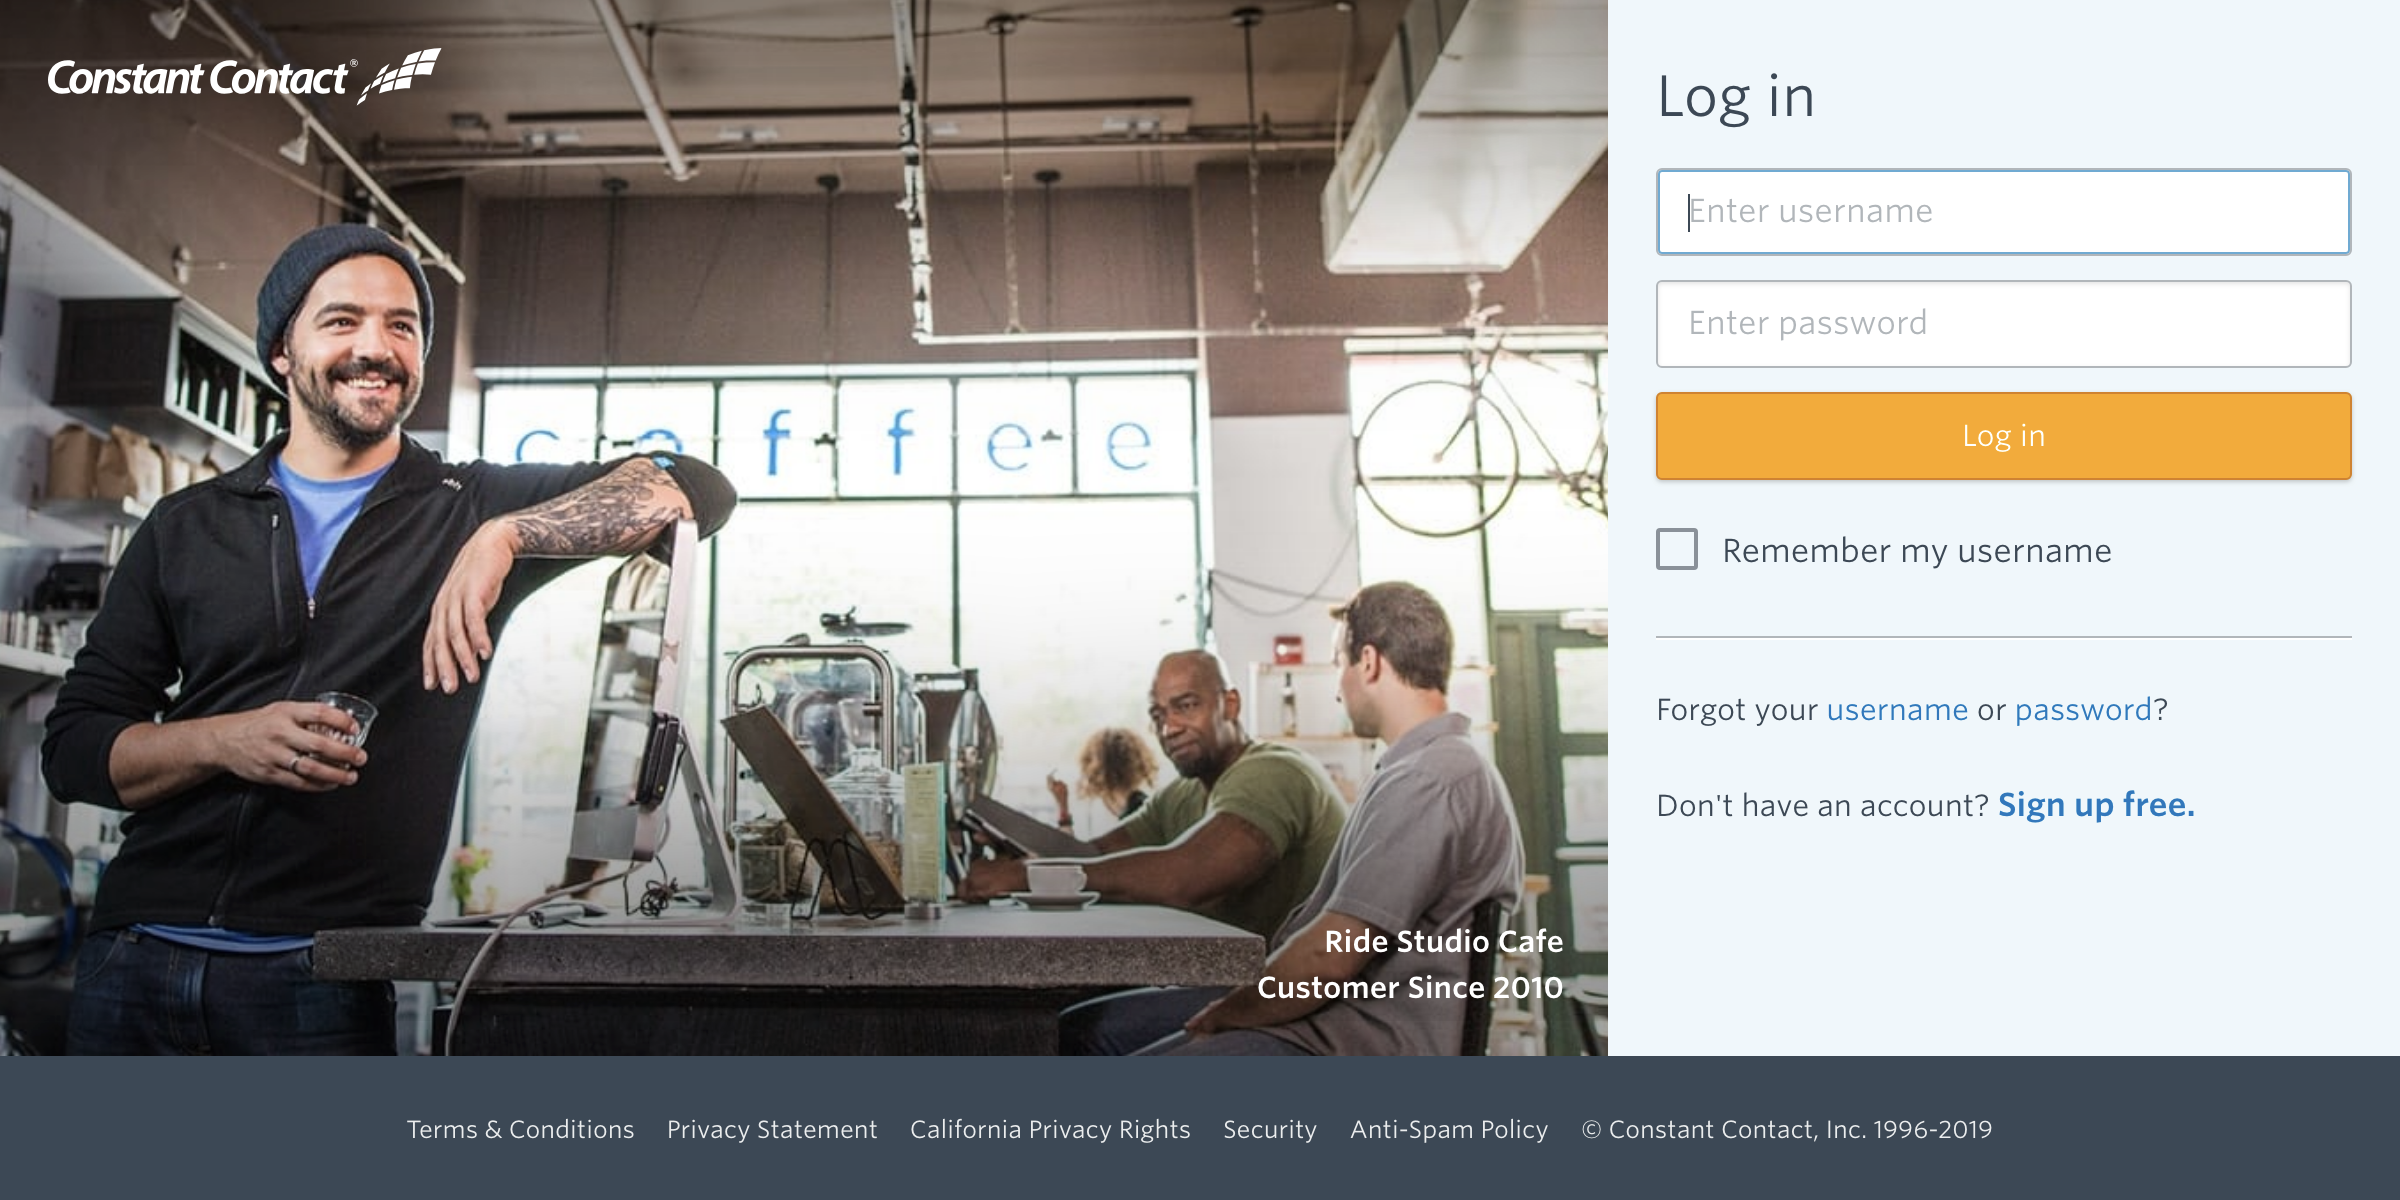 Constant Contact®
coffee
Ride Studio Cafe
Customer Since 2010
Log in
Enter username
Enter password
Log in
Remember my username
Forgot your username or password?
Don't have an account? Sign up free.
Terms & Conditions Privacy Statement California Privacy Rights Security Anti-Spam Policy © Constant Contact, Inc. 1996-2019